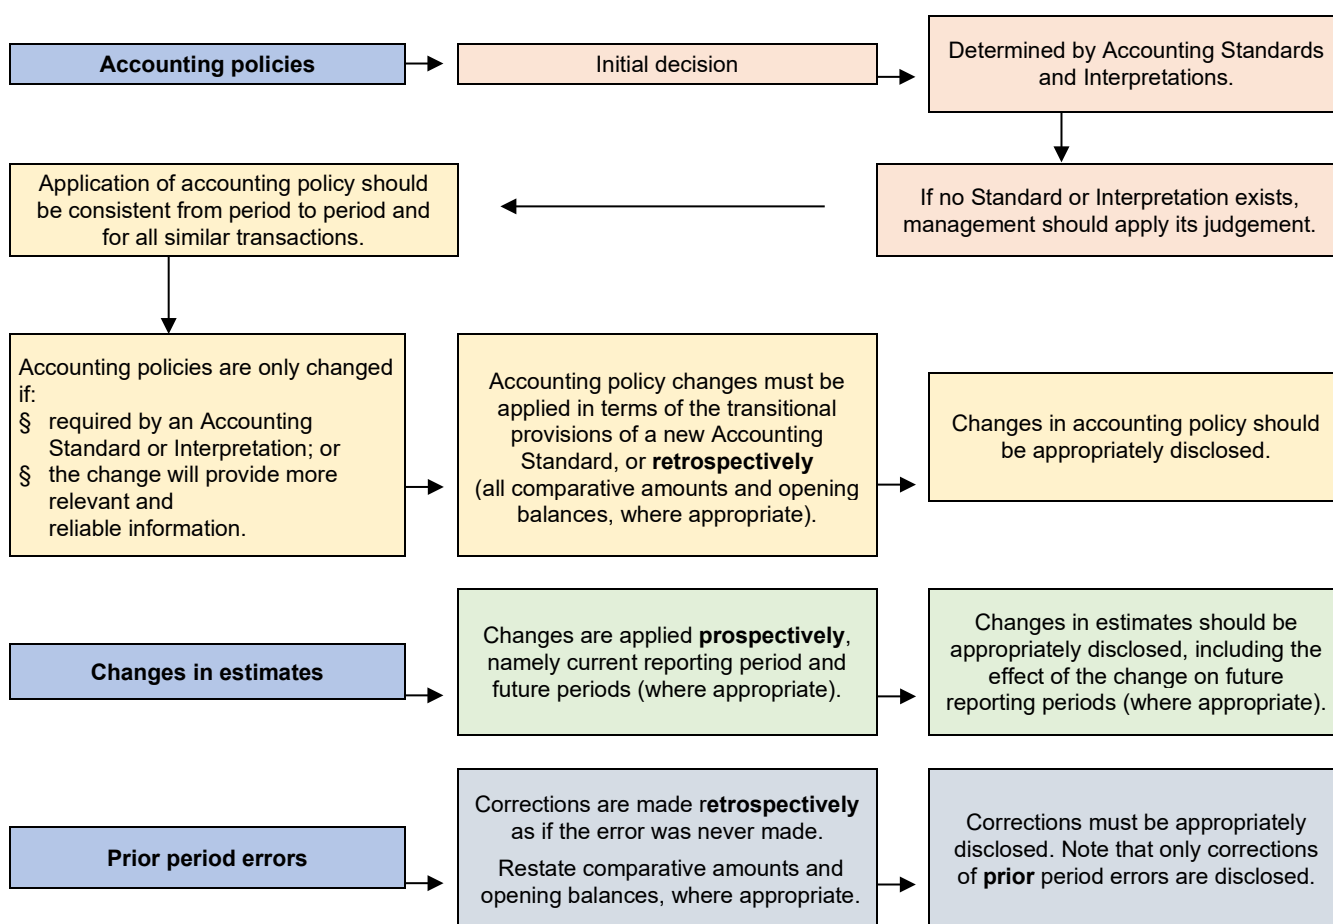 Accounting policies
Initial decision
Determined by Accounting Standards
and Interpretations.
If no Standard or Interpretation exists,
management should apply its judgement.
Application of accounting policy should
be consistent from period to period and
for all similar transactions.
Accounting policies are only changed
if:
§ required by an Accounting
Standard or Interpretation; or
§ the change will provide more
relevant and
reliable information.
Accounting policy changes must be
applied in terms of the transitional
provisions of a new Accounting
Standard, or retrospectively
(all comparative amounts and opening
balances, where appropriate).
Changes in accounting policy should
be appropriately disclosed.
Changes in estimates
Changes are applied prospectively,
namely current reporting period and
future periods (where appropriate).
Changes in estimates should be
appropriately disclosed, including the
effect of the change on future
reporting periods (where appropriate).
Prior period errors
Corrections are made retrospectively
as if the error was never made.
Restate comparative amounts and
opening balances, where appropriate.
Corrections must be appropriately
disclosed. Note that only corrections
of prior period errors are disclosed.